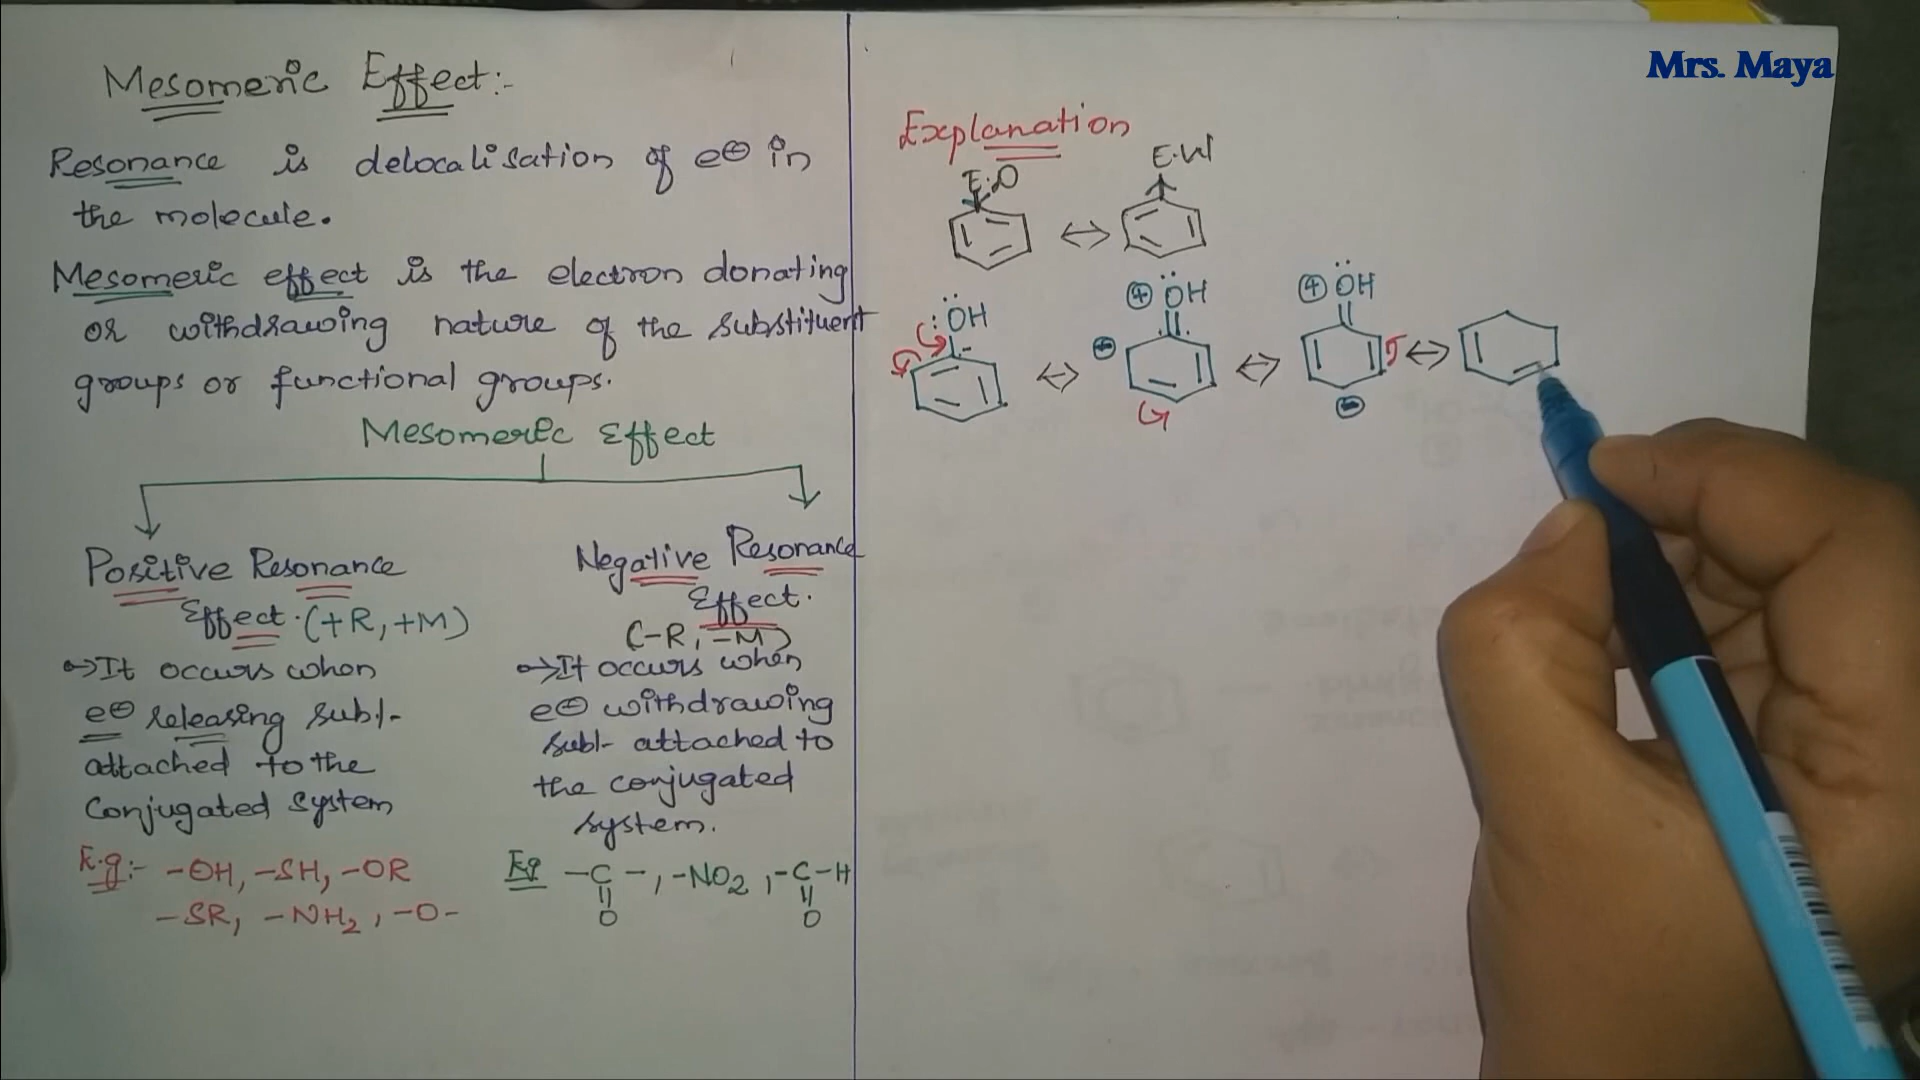 Mesomeric Effect:-
Resonance is delocalisation of e⊖ in
the molecule.
Mesomeric effect is the electron donating
or withdrawing nature of the substituent
groups or functional groups.
Mesomeric Effect
Positive Resonance
Effect. (+R, +M)
→It occurs when
e⊖ releasing subt-
attached to the
Conjugated System
E.g:- -OH, -SH, -OR
-SR, -NH2, -O-
Negative Resonance
Effect.
(-R, -M)
→It occurs when
e⊖ withdrawing
subt- attached to
the conjugated
system.
Eg -C-, -NO2, -C-H
O O
Mrs. Maya
Explanation
E.D E.W
:ÖH ⊕ ÖH ⊕ ÖH
⊖
⊖